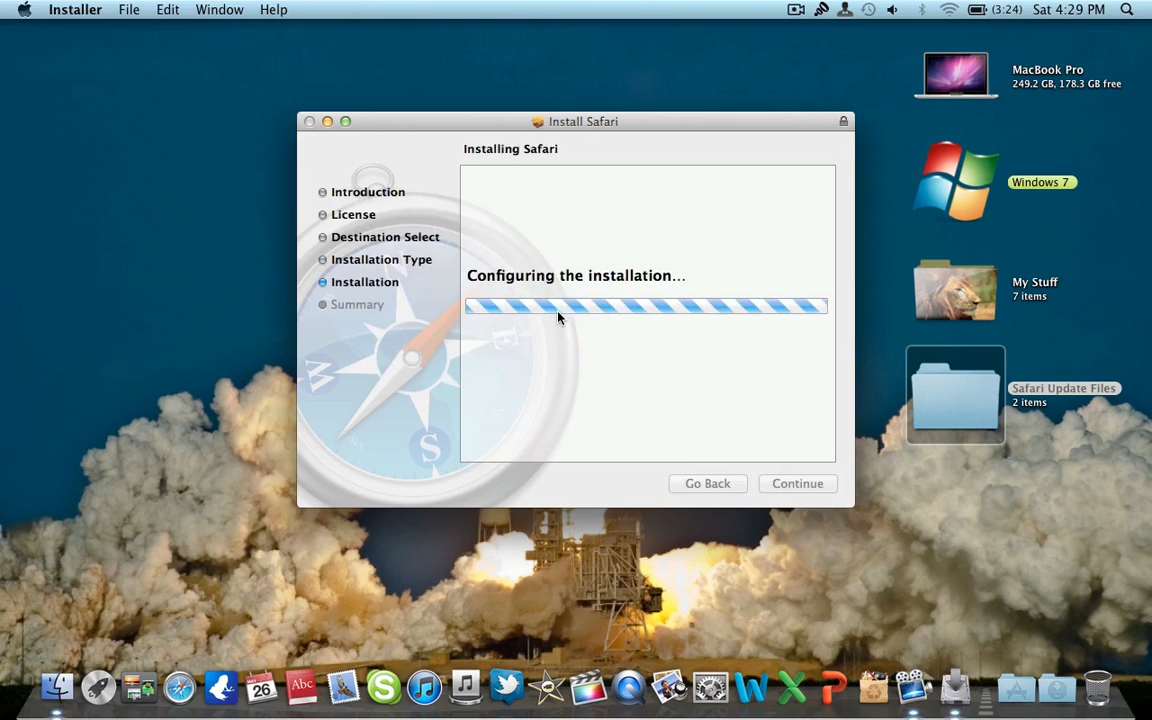 Installer File Edit Window Help (3:24) Sat 4:29 PM
MacBook Pro
249.2 GB, 178.3 GB free
Install Safari
Installing Safari
Introduction
License
Destination Select
Installation Type
Installation
Summary
Configuring the installation...
Go Back Continue
Windows 7
My Stuff
7 items
Safari Update Files
2 items
26
Abc
W X P